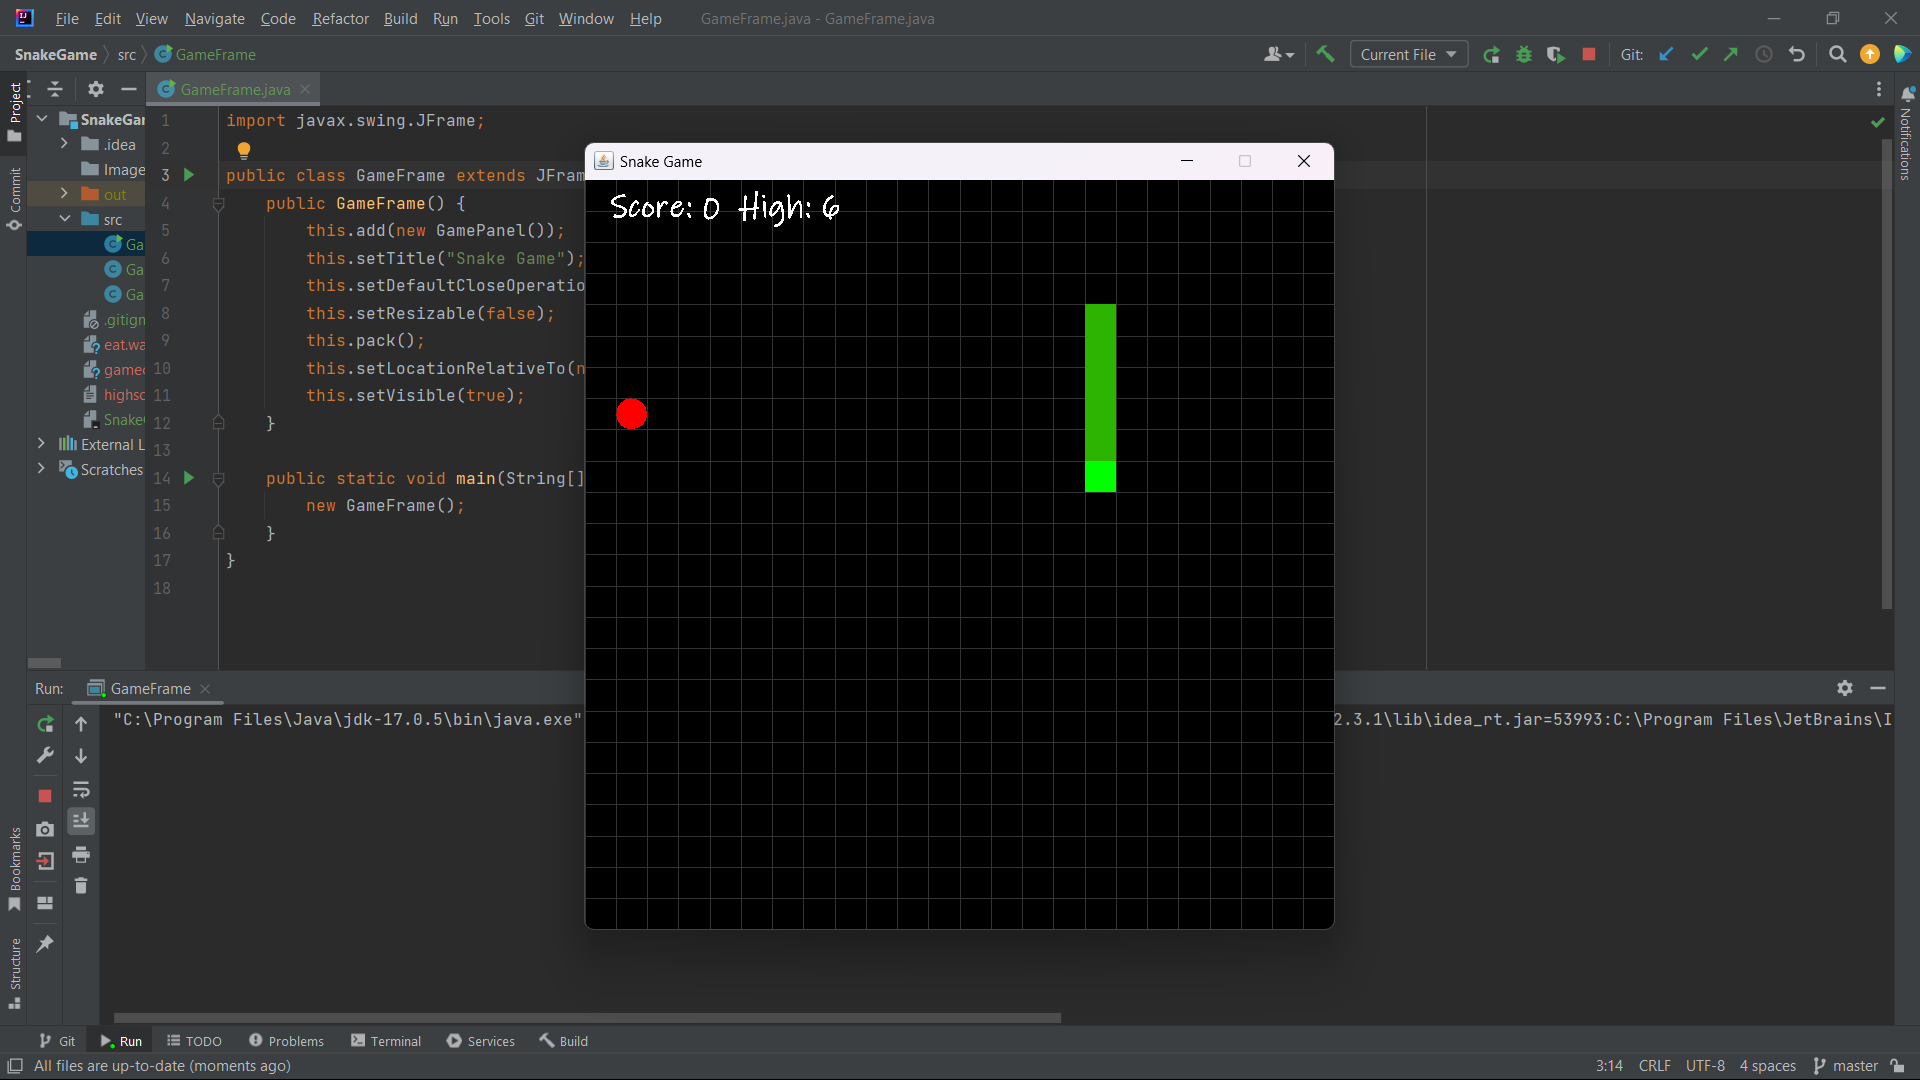 File Edit View Navigate Code Refactor Build Run Tools Git Window Help GameFrame.java - GameFrame.java
SnakeGame src GameFrame Current File Git:
GameFrame.java
Project
Commit
Bookmarks
Structure
Notifications
SnakeGar
.idea
Image
out
src
Ga
Ga
Ga
.gitign
eat.wa
gamec
highsc
Snake
External L
Scratches
1 import javax.swing.JFrame;
2
3 public class GameFrame extends JFram
4 public GameFrame() {
5 this.add(new GamePanel());
6 this.setTitle("Snake Game");
7 this.setDefaultCloseOperatio
8 this.setResizable(false);
9 this.pack();
10 this.setLocationRelativeTo(n
11 this.setVisible(true);
12 }
13
14 public static void main(String[]
15 new GameFrame();
16 }
17 }
18
Snake Game
Score: 0 High: 6
Run: GameFrame
"C:\Program Files\Java\jdk-17.0.5\bin\java.exe" 2.3.1\lib\idea_rt.jar=53993:C:\Program Files\JetBrains\I
Git Run TODO Problems Terminal Services Build
All files are up-to-date (moments ago) 3:14 CRLF UTF-8 4 spaces master